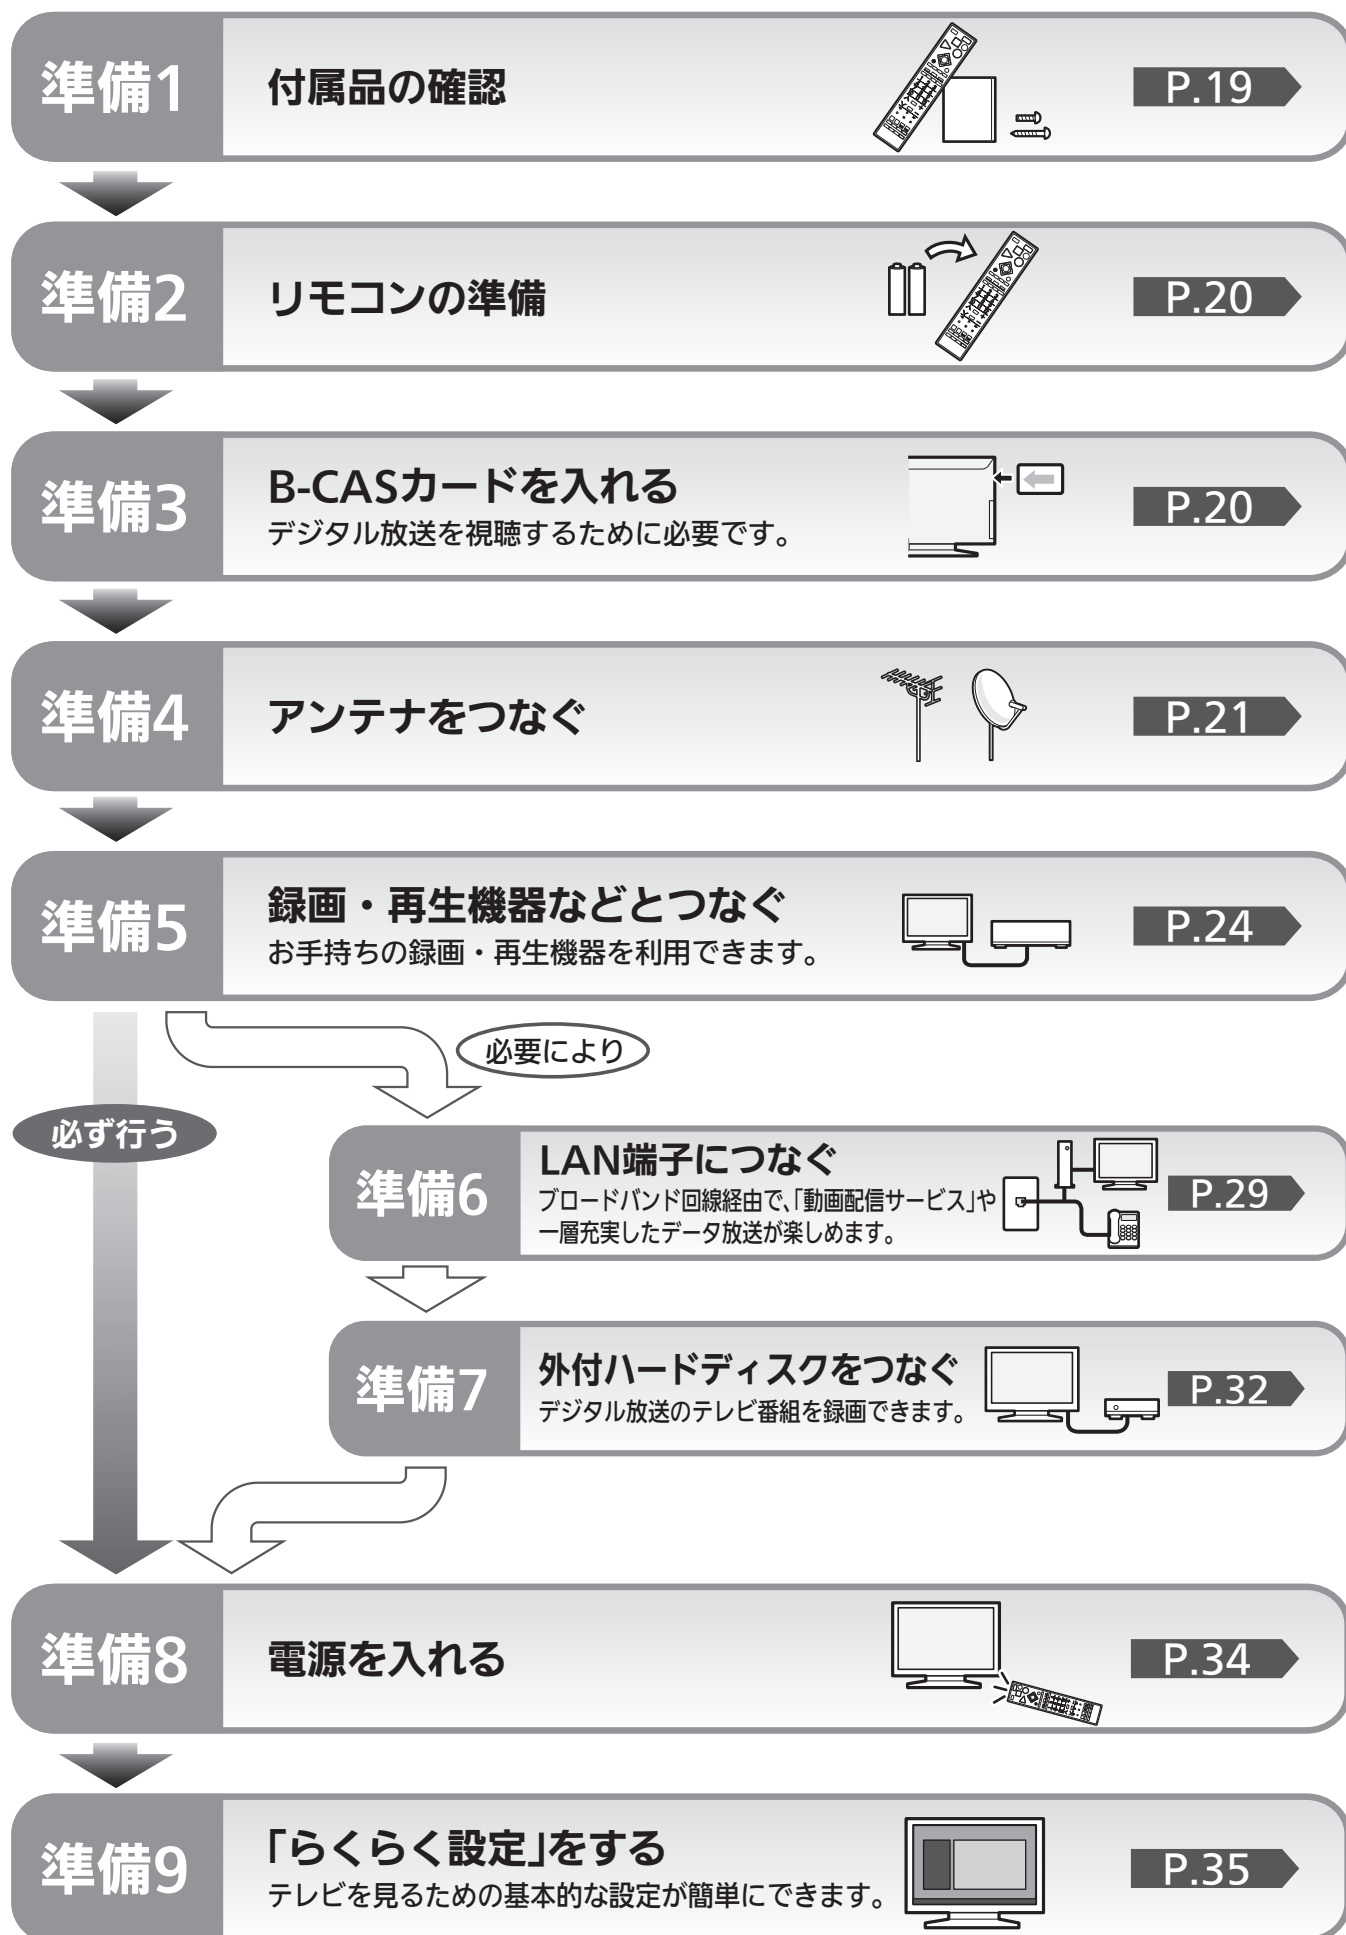 準備1
付属品の確認
P.19
準備2
リモコンの準備
P.20
準備3
B-CASカードを入れる
デジタル放送を視聴するために必要です。
P.20
準備4
アンテナをつなぐ
P.21
準備5
録画・再生機器などとつなぐ
お手持ちの録画・再生機器を利用できます。
P.24
必要により
必ず行う
準備6
LAN端子につなぐ
ブロードバンド回線経由で、「動画配信サービス」や
一層充実したデータ放送が楽しめます。
P.29
準備7
外付ハードディスクをつなぐ
デジタル放送のテレビ番組を録画できます。
P.32
準備8
電源を入れる
P.34
準備9
「らくらく設定」をする
テレビを見るための基本的な設定が簡単にできます。
P.35